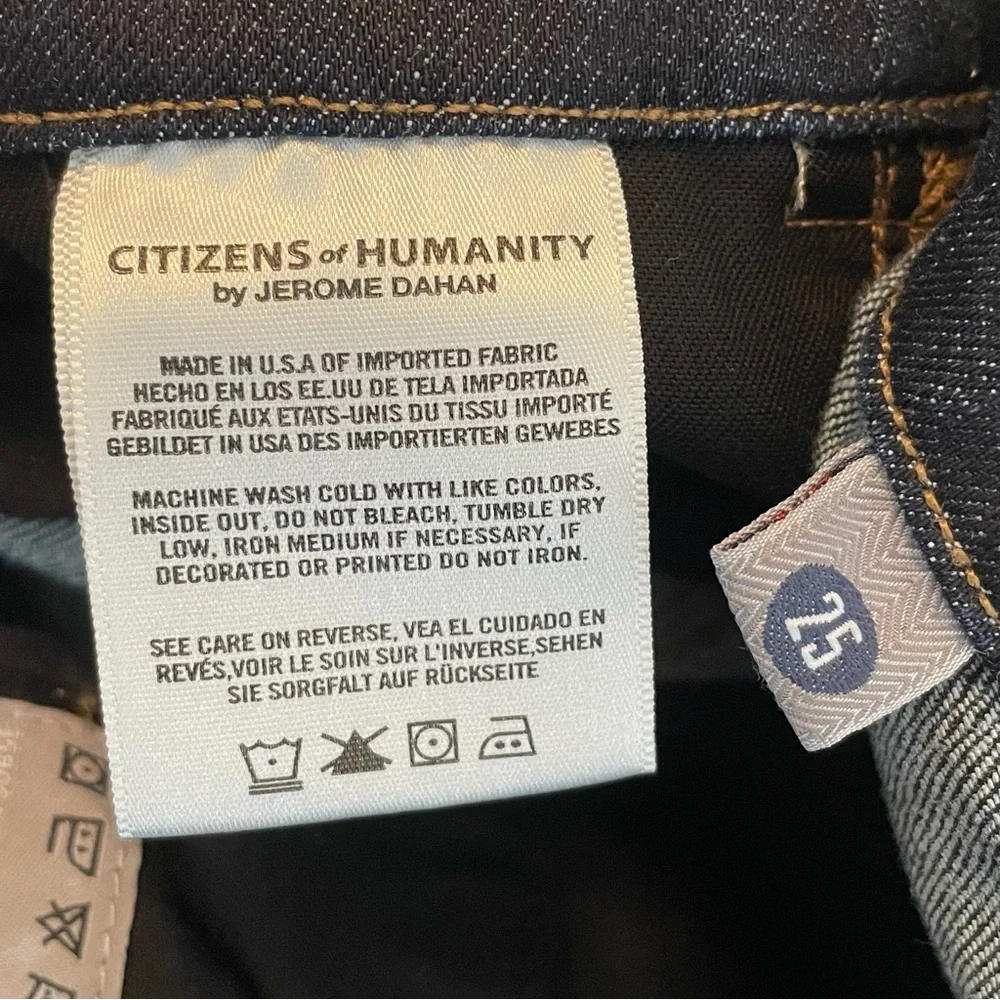 CITIZENS of HUMANITY
by JEROME DAHAN
MADE IN U.S.A OF IMPORTED FABRIC
HECHO EN LOS EE.UU DE TELA IMPORTADA
FABRIQUÉ AUX ETATS-UNIS DU TISSU IMPORTÉ
GEBILDET IN USA DES IMPORTIERTEN GEWEBES
MACHINE WASH COLD WITH LIKE COLORS,
INSIDE OUT, DO NOT BLEACH, TUMBLE DRY
LOW, IRON MEDIUM IF NECESSARY, IF
DECORATED OR PRINTED DO NOT IRON.
SEE CARE ON REVERSE, VEA EL CUIDADO EN
REVÉS,VOIR LE SOIN SUR L'INVERSE,SEHEN
SIE SORGFALT AUF RÜCKSEITE
25